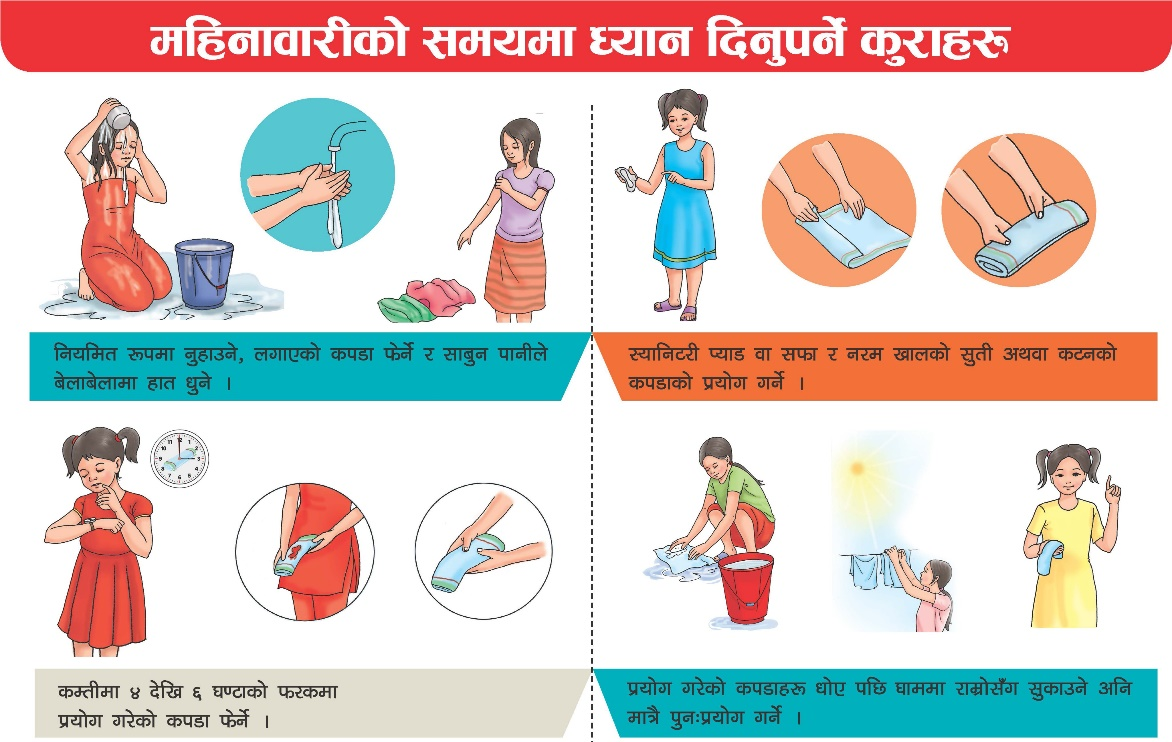 महिनावारीको समयमा ध्यान दिनुपर्ने कुराहरू
नियमित रूपमा नुहाउने, लगाएको कपडा फेर्ने र साबुन पानीले
बेलाबेलामा हात धुने ।
स्यानिटरी प्याड वा सफा र नरम खालको सुती अथवा कटनको
कपडाको प्रयोग गर्ने ।
कम्तीमा ४ देखि ६ घण्टाको फरकमा
प्रयोग गरेको कपडा फेर्ने ।
प्रयोग गरेको कपडाहरू धोए पछि घाममा राम्रोसँग सुकाउने अनि
मात्रै पुनःप्रयोग गर्ने ।